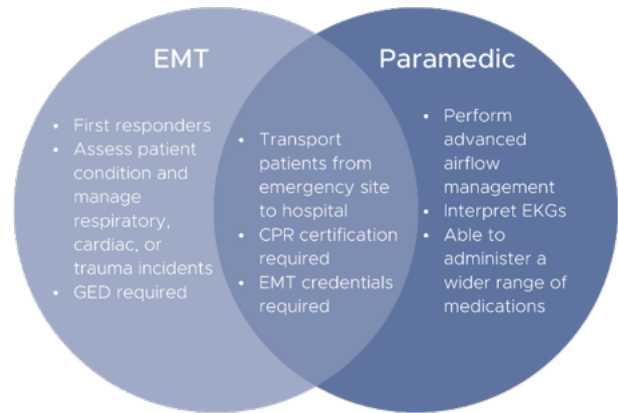 EMT
• First responders
• Assess patient
condition and
manage
respiratory,
cardiac, or
trauma incidents
• GED required
• Transport
patients from
emergency site
to hospital
• CPR certification
required
• EMT credentials
required
Paramedic
• Perform
advanced
airflow
management
• Interpret EKGs
• Able to
administer a
wider range of
medications